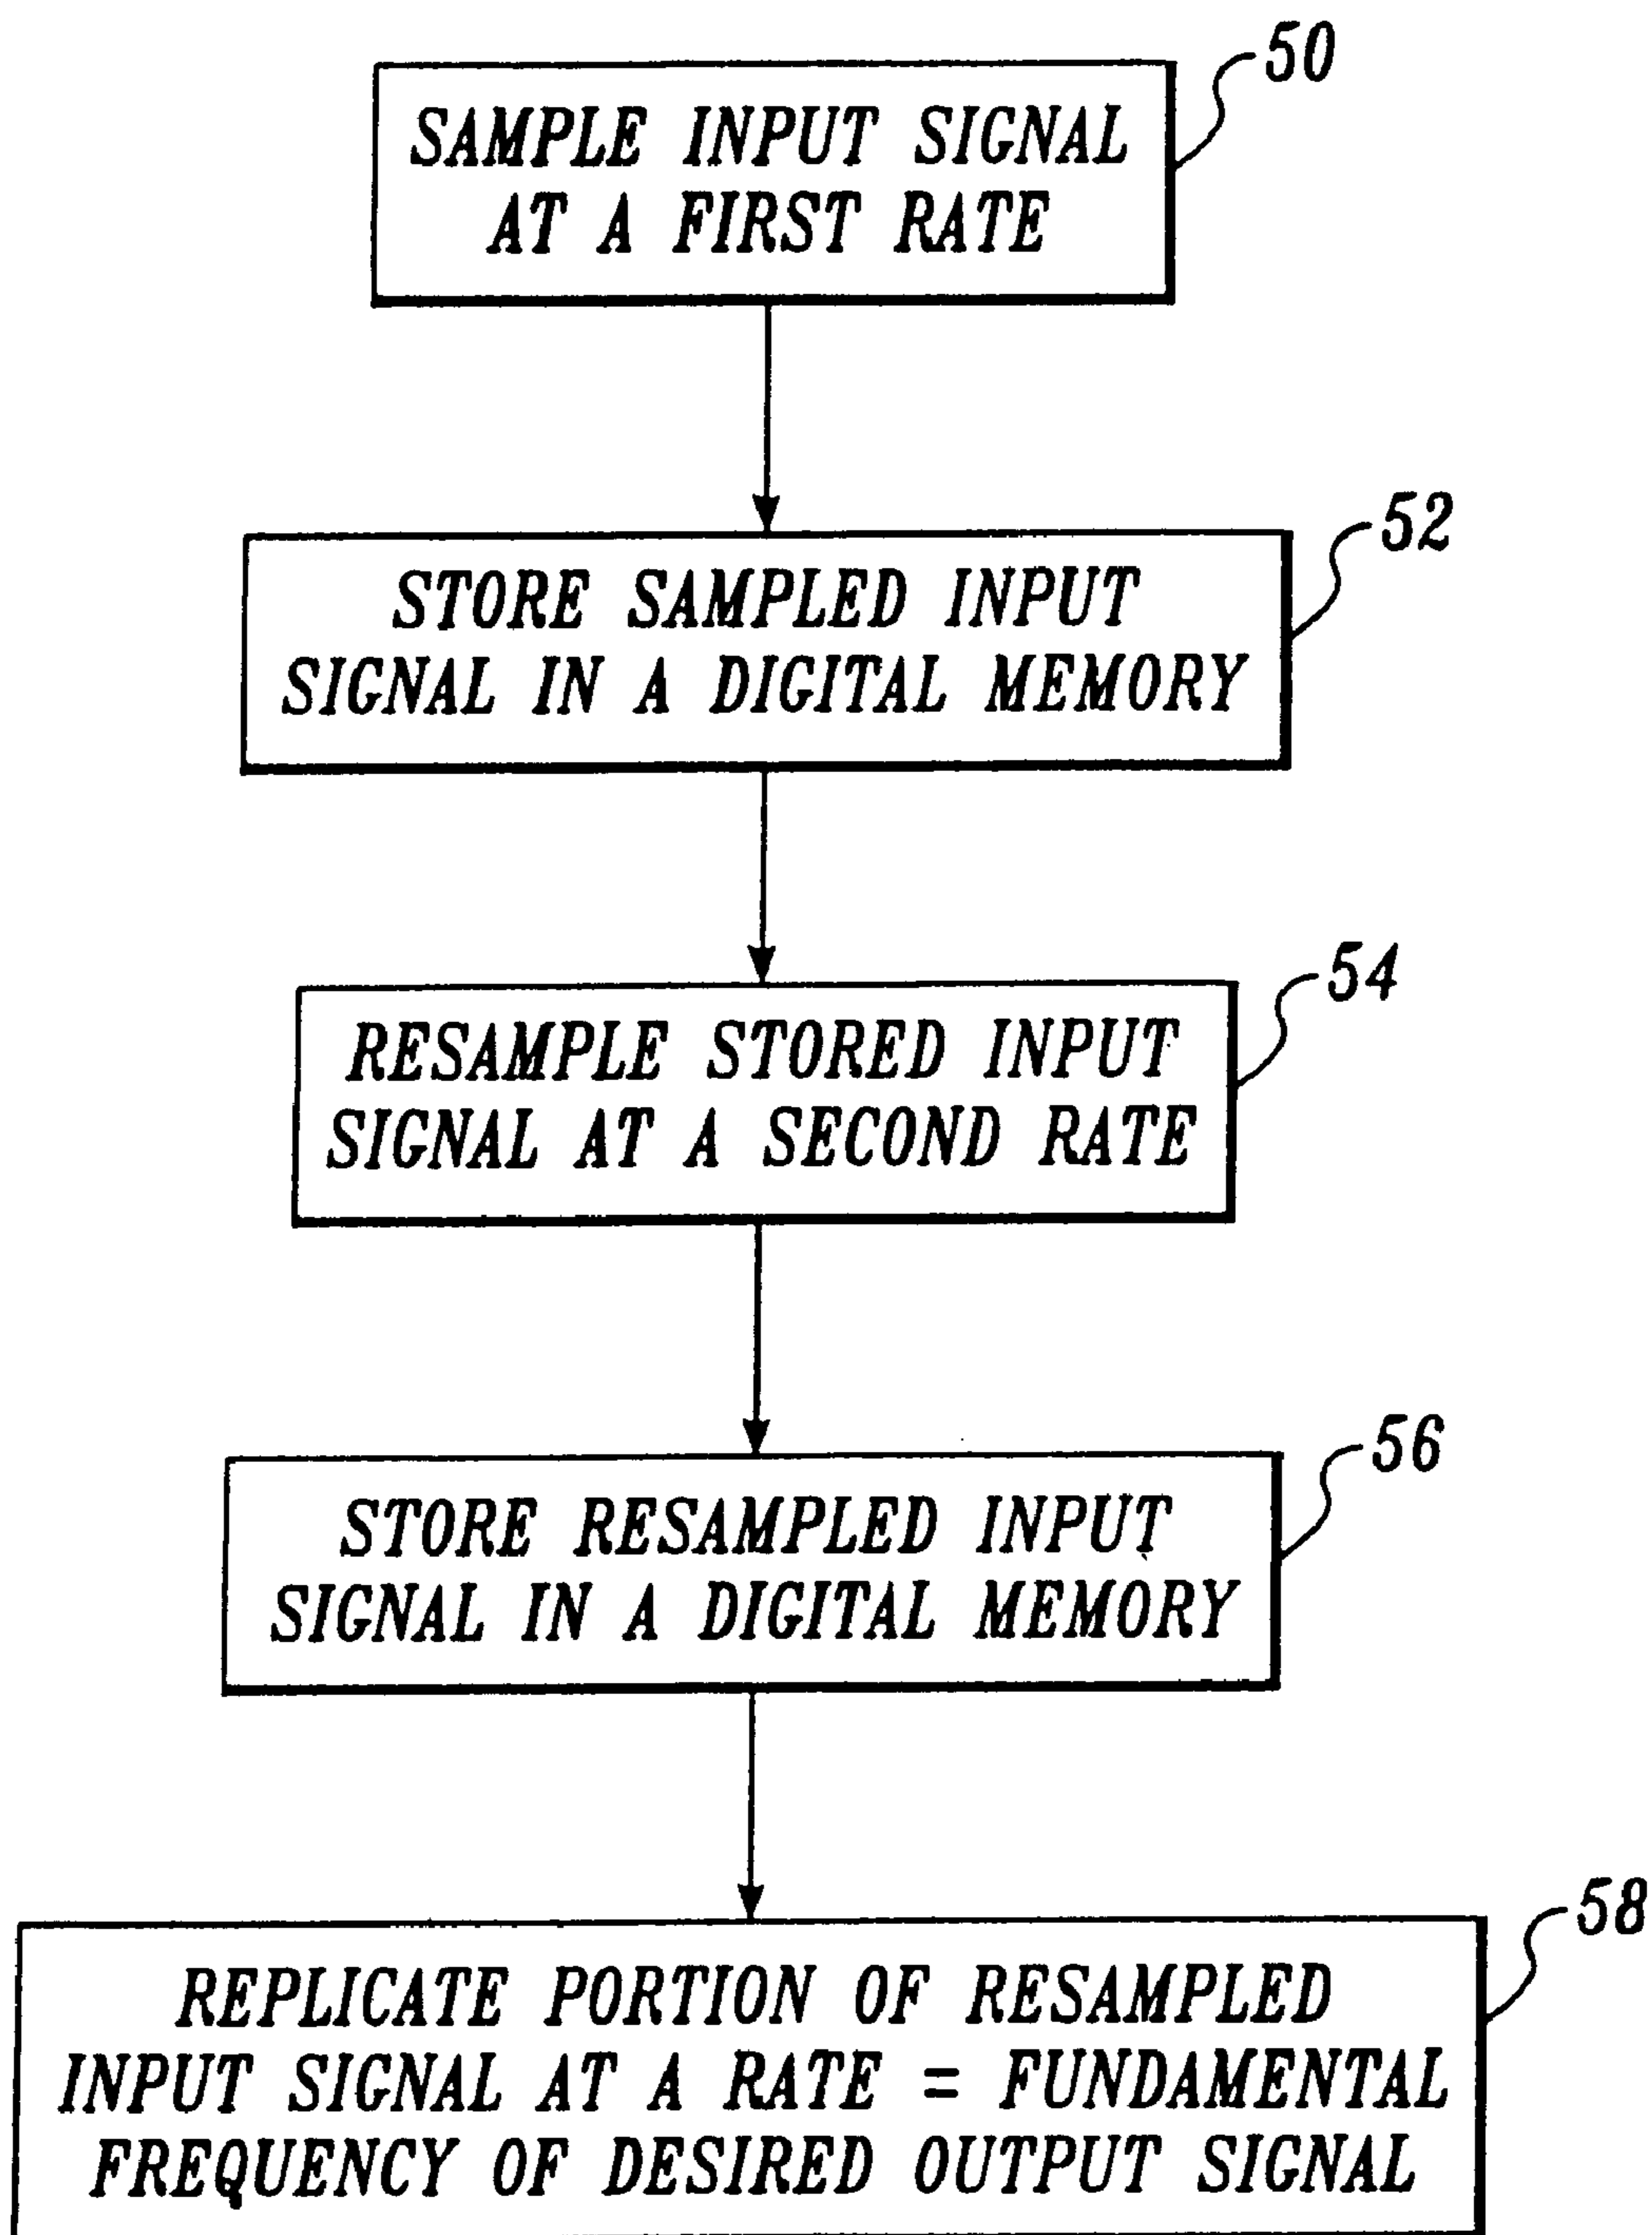 50
SAMPLE INPUT SIGNAL
AT A FIRST RATE
52
STORE SAMPLED INPUT
SIGNAL IN A DIGITAL MEMORY
54
RESAMPLE STORED INPUT
SIGNAL AT A SECOND RATE
56
STORE RESAMPLED INPUT
SIGNAL IN A DIGITAL MEMORY
58
REPLICATE PORTION OF RESAMPLED
INPUT SIGNAL AT A RATE = FUNDAMENTAL
FREQUENCY OF DESIRED OUTPUT SIGNAL